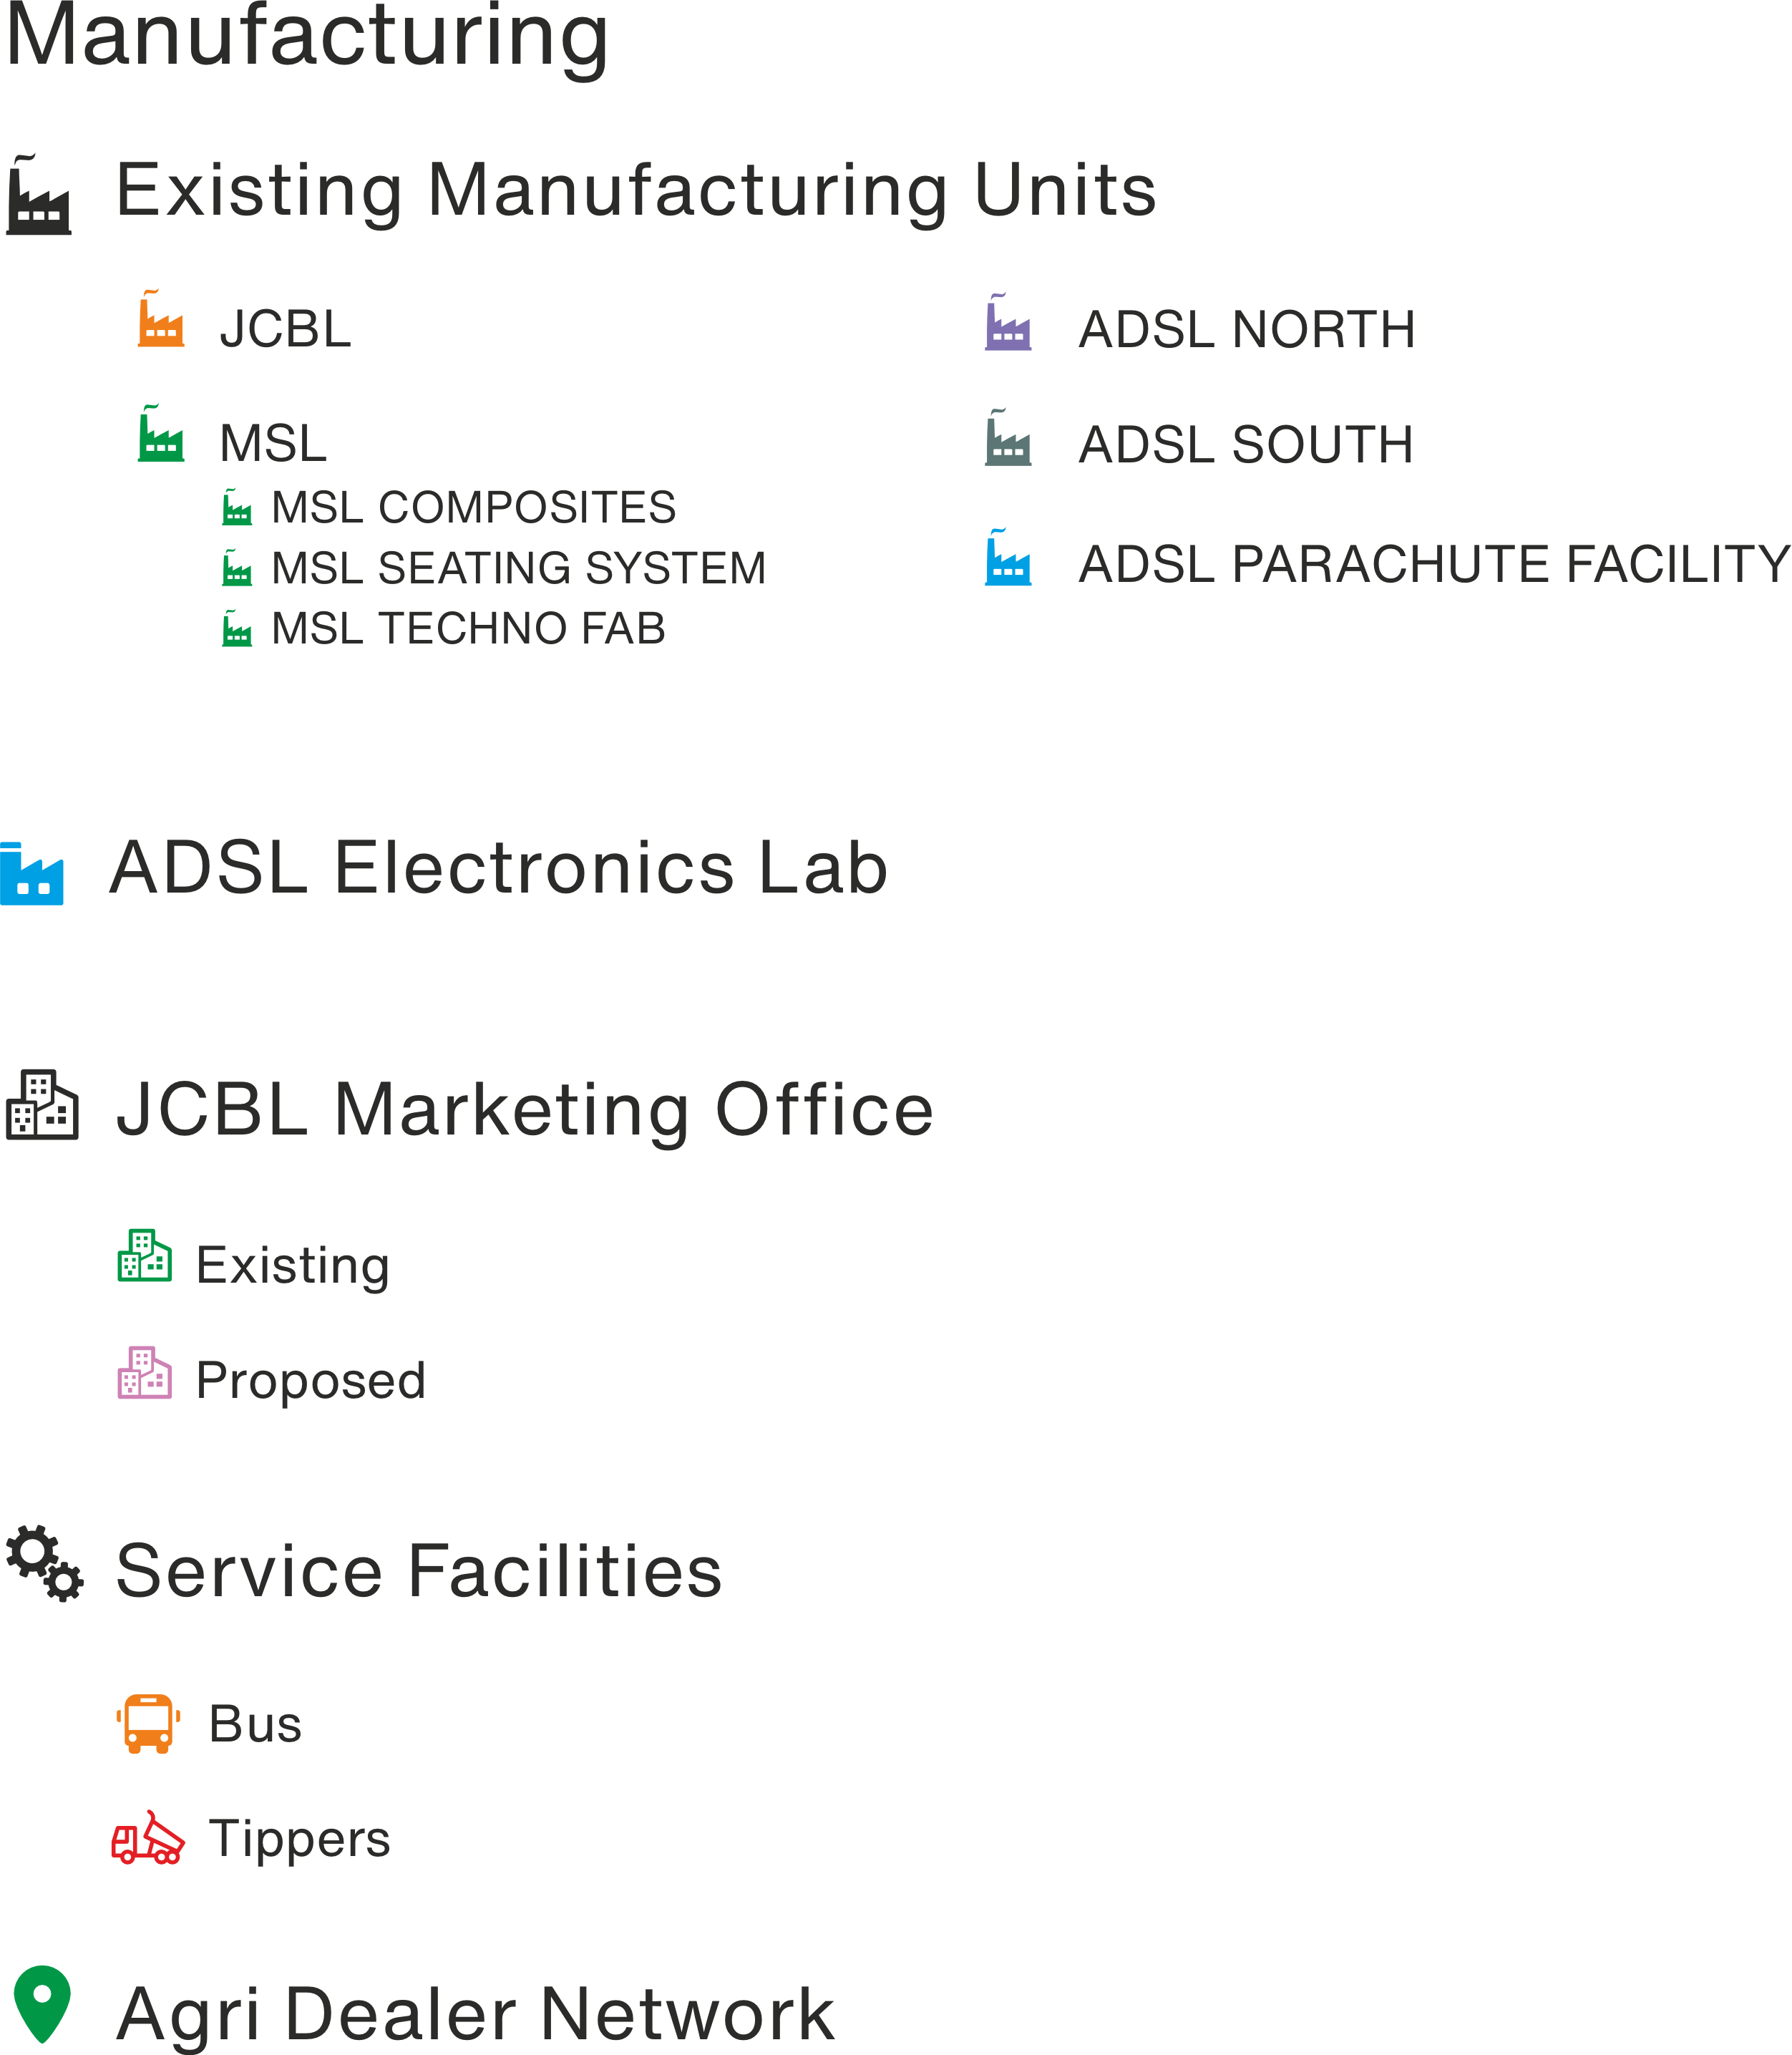 Manufacturing
Existing Manufacturing Units
JCBL
MSL
MSL COMPOSITES
MSL SEATING SYSTEM
MSL TECHNO FAB
ADSL NORTH
ADSL SOUTH
ADSL PARACHUTE FACILITY
ADSL Electronics Lab
JCBL Marketing Office
Existing
Proposed
Service Facilities
Bus
Tippers
Agri Dealer Network